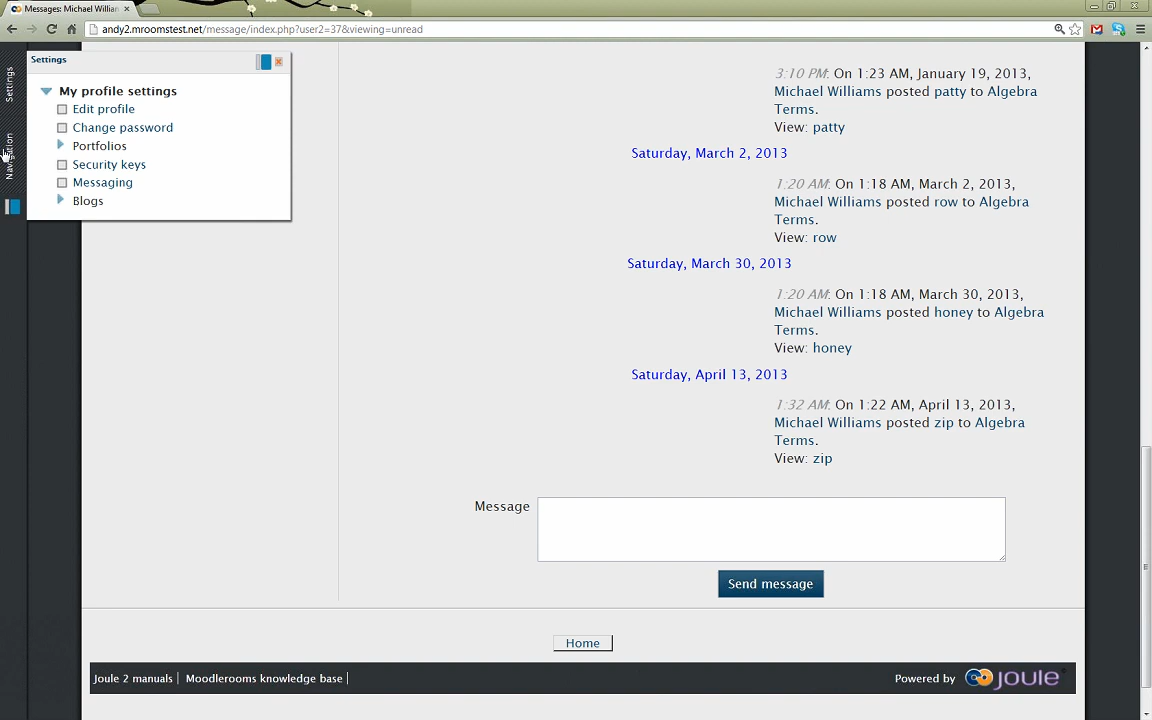 Messages: Michael William
andy2.mroomstest.net/message/index.php?user2=37&viewing=unread
Settings
Navigation
Settings
My profile settings
Edit profile
Change password
Portfolios
Security keys
Messaging
Blogs
3:10 PM: On 1:23 AM, January 19, 2013,
Michael Williams posted patty to Algebra
Terms.
View: patty
Saturday, March 2, 2013
1:20 AM: On 1:18 AM, March 2, 2013,
Michael Williams posted row to Algebra
Terms.
View: row
Saturday, March 30, 2013
1:20 AM: On 1:18 AM, March 30, 2013,
Michael Williams posted honey to Algebra
Terms.
View: honey
Saturday, April 13, 2013
1:32 AM: On 1:22 AM, April 13, 2013,
Michael Williams posted zip to Algebra
Terms.
View: zip
Message
Send message
Home
Joule 2 manuals | Moodlerooms knowledge base |
Powered by joule